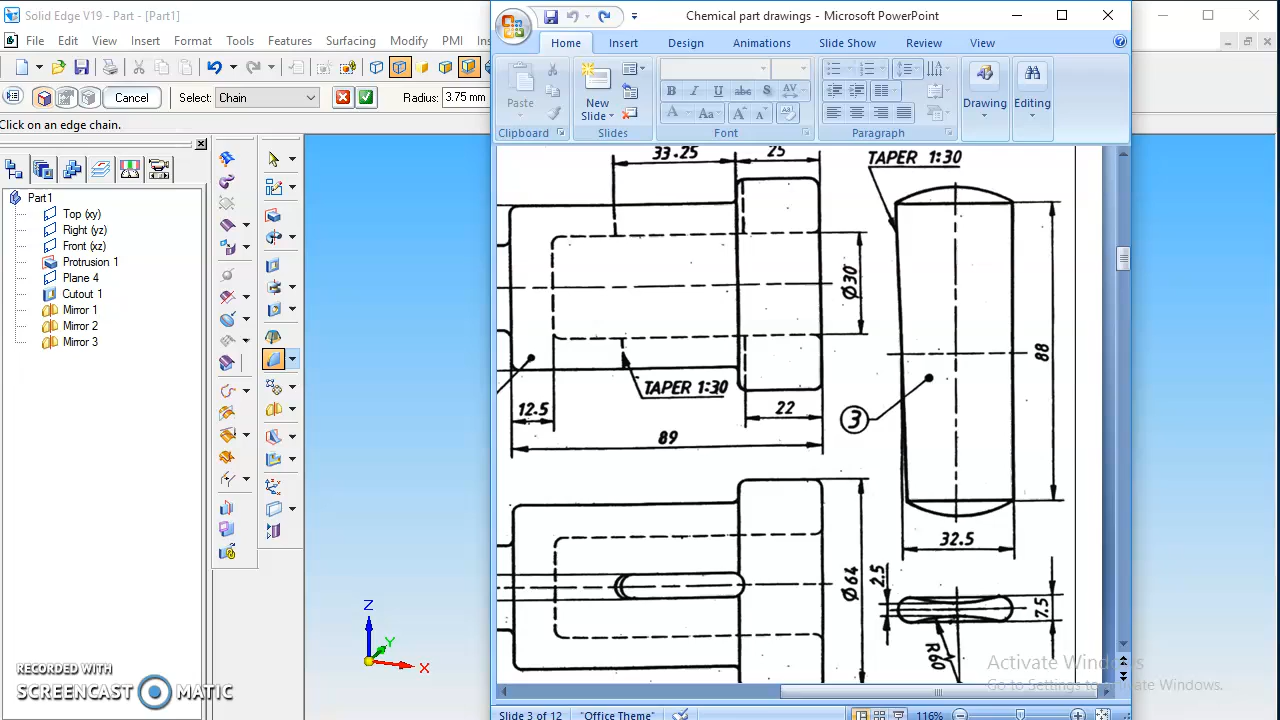 Solid Edge V19 - Part - [Part1]
File Edit View Insert Format Tools Features Surfacing Modify PMI
Cancel Select: Chain Radius: 3.75 mm
Click on an edge chain.
Part1
Top (xy)
Right (yz)
Front (xz)
Protrusion 1
Plane 4
Cutout 1
Mirror 1
Mirror 2
Mirror 3
Z
Y
X
RECORDED WITH
SCREENCAST MATIC
Chemical part drawings - Microsoft PowerPoint
Home Insert Design Animations Slide Show Review View
Paste
New
Slide
Drawing
Editing
B I U abc S AV
A Aa A A
Clipboard Slides Font Paragraph
33.25 25
TAPER 1:30
Ø30
88
TAPER 1:30
3
12.5
22
89
32.5
Ø64
2.5
7.5
R60
Activate Windows
Go to Settings to activate Windows.
Slide 3 of 12 "Office Theme" 116%